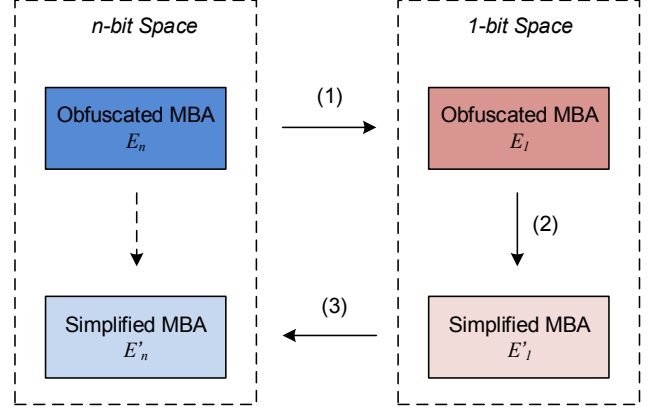 n-bit Space
1-bit Space
Obfuscated MBA
Eₙ
(1)
Obfuscated MBA
E₁
(2)
Simplified MBA
E'ₙ
(3)
Simplified MBA
E'₁